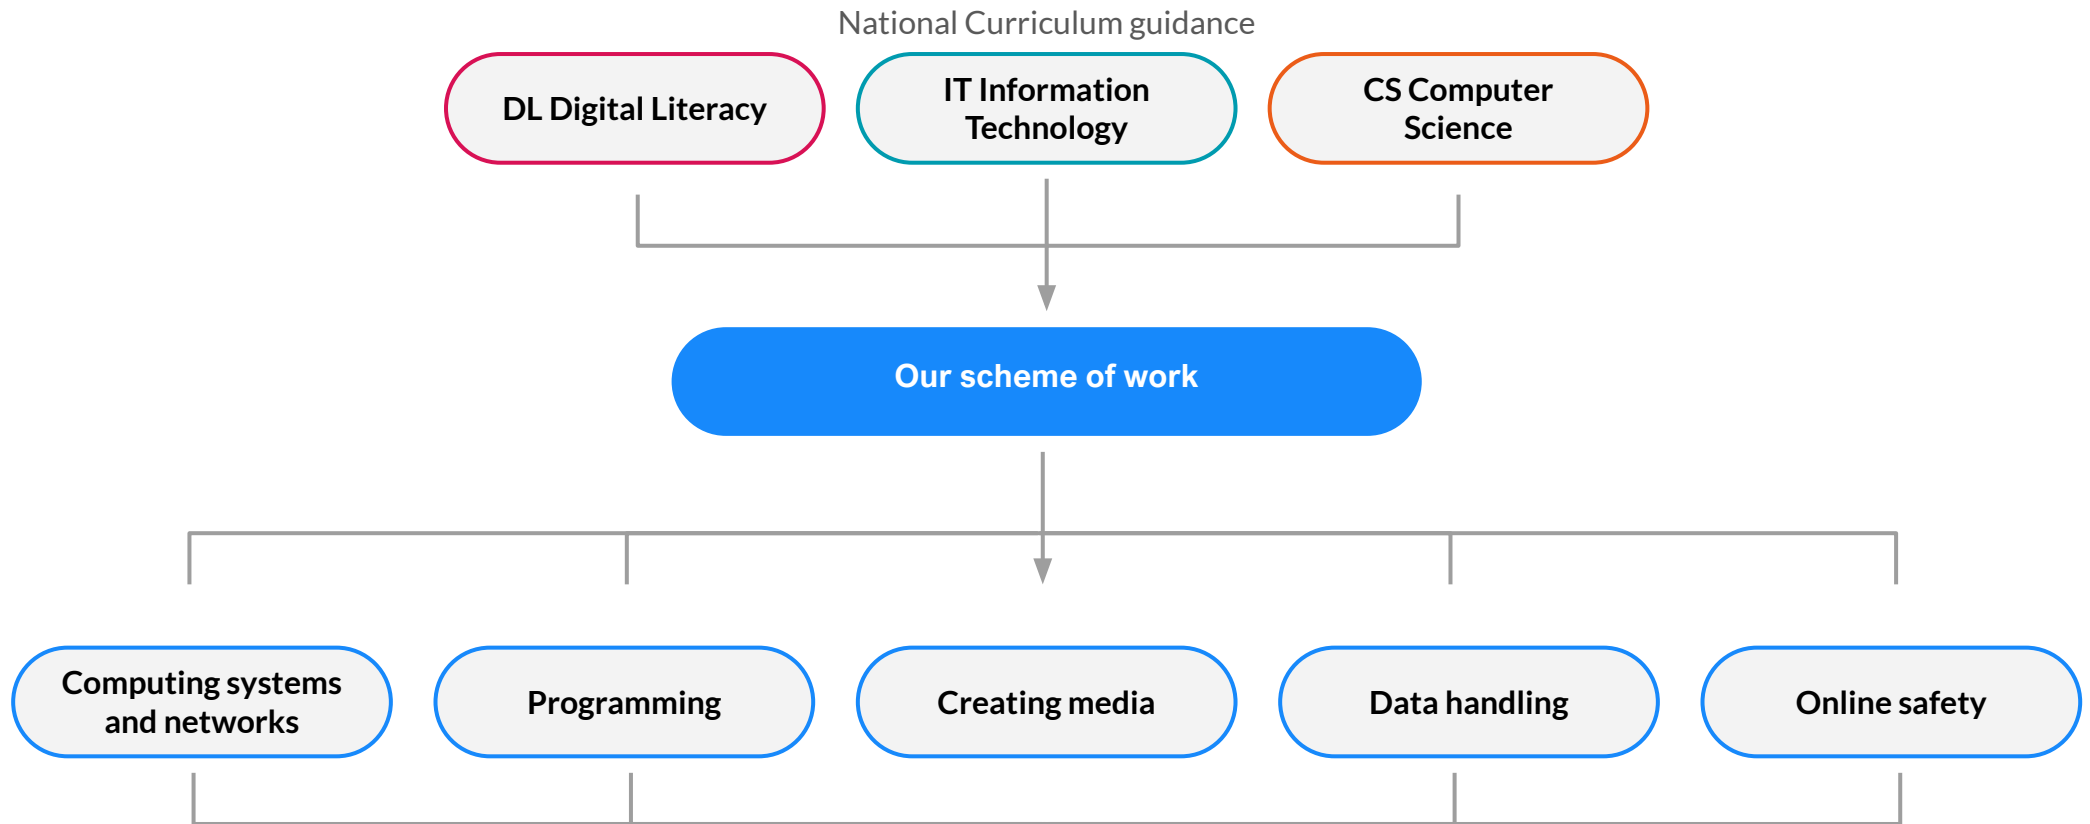 National Curriculum guidance
DL Digital Literacy
IT Information
Technology
CS Computer
Science
Our scheme of work
Computing systems
and networks
Programming
Creating media
Data handling
Online safety